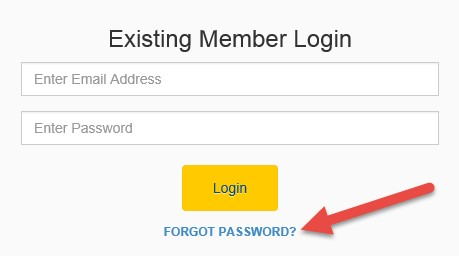 Existing Member Login
Enter Email Address
Enter Password
Login
FORGOT PASSWORD?